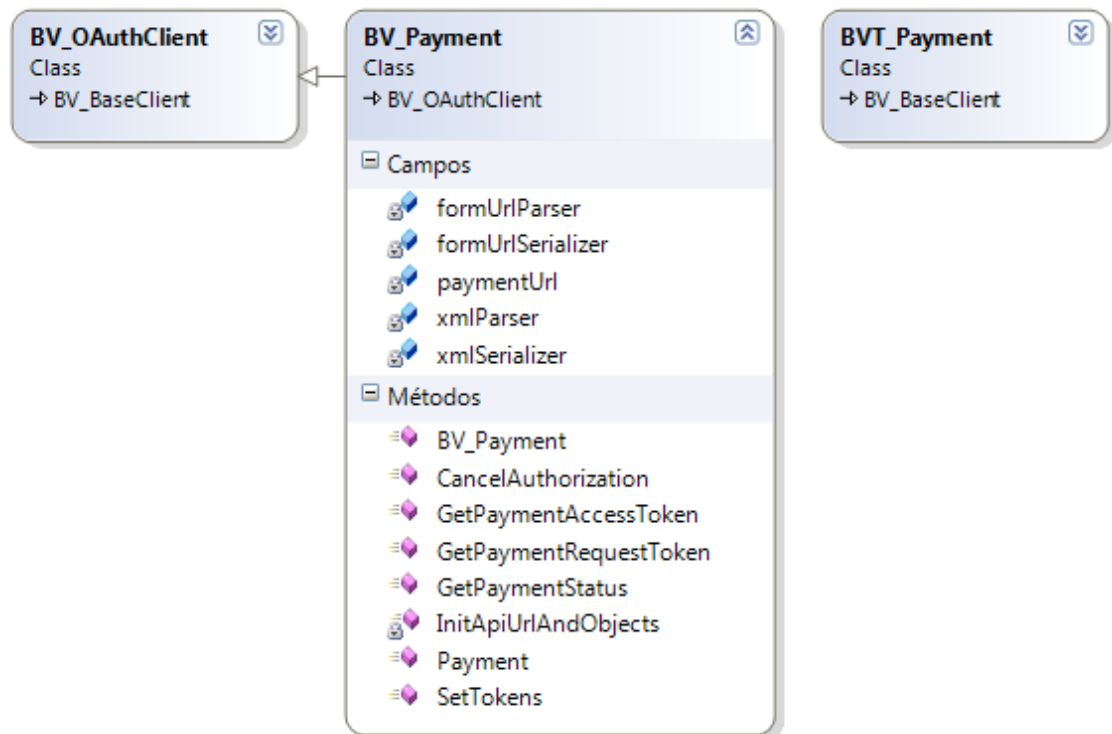 BV_OAuthClient
Class
BV_BaseClient
BV_Payment
Class
BV_OAuthClient
Campos
formUrlParser
formUrlSerializer
paymentUrl
xmlParser
xmlSerializer
Métodos
BV_Payment
CancelAuthorization
GetPaymentAccessToken
GetPaymentRequestToken
GetPaymentStatus
InitApiUrlAndObjects
Payment
SetTokens
BVT_Payment
Class
BV_BaseClient